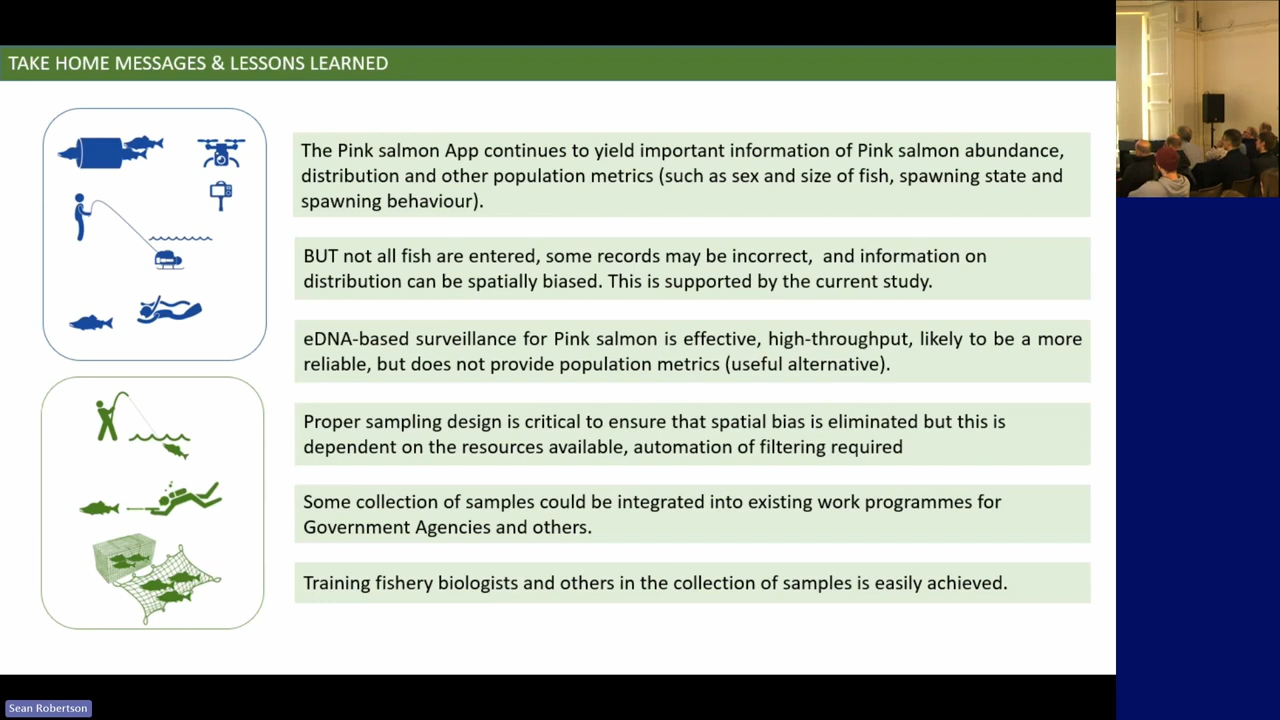 TAKE HOME MESSAGES & LESSONS LEARNED
The Pink salmon App continues to yield important information of Pink salmon abundance,
distribution and other population metrics (such as sex and size of fish, spawning state and
spawning behaviour).
BUT not all fish are entered, some records may be incorrect, and information on
distribution can be spatially biased. This is supported by the current study.
eDNA-based surveillance for Pink salmon is effective, high-throughput, likely to be a more
reliable, but does not provide population metrics (useful alternative).
Proper sampling design is critical to ensure that spatial bias is eliminated but this is
dependent on the resources available, automation of filtering required
Some collection of samples could be integrated into existing work programmes for
Government Agencies and others.
Training fishery biologists and others in the collection of samples is easily achieved.
Sean Robertson